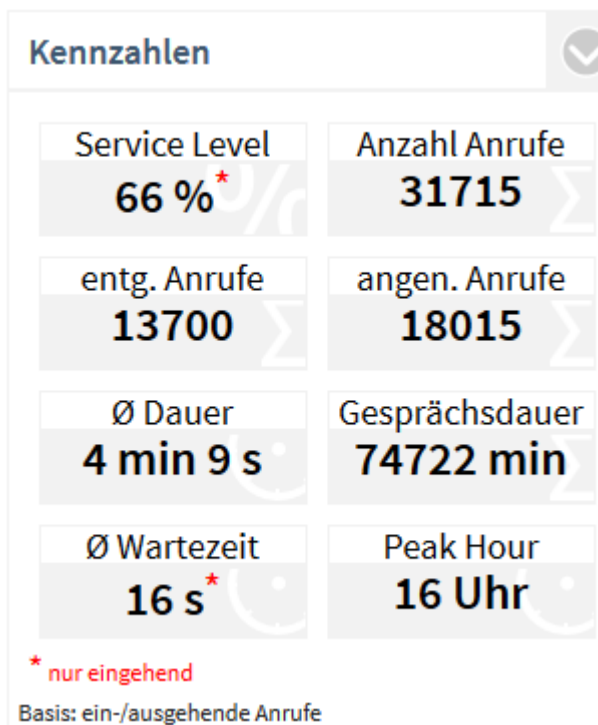 Kennzahlen
Service Level
66 %*
Anzahl Anrufe
31715
entg. Anrufe
13700
angen. Anrufe
18015
Ø Dauer
4 min 9 s
Gesprächsdauer
74722 min
Ø Wartezeit
16 s*
Peak Hour
16 Uhr
* nur eingehend
Basis: ein-/ausgehende Anrufe